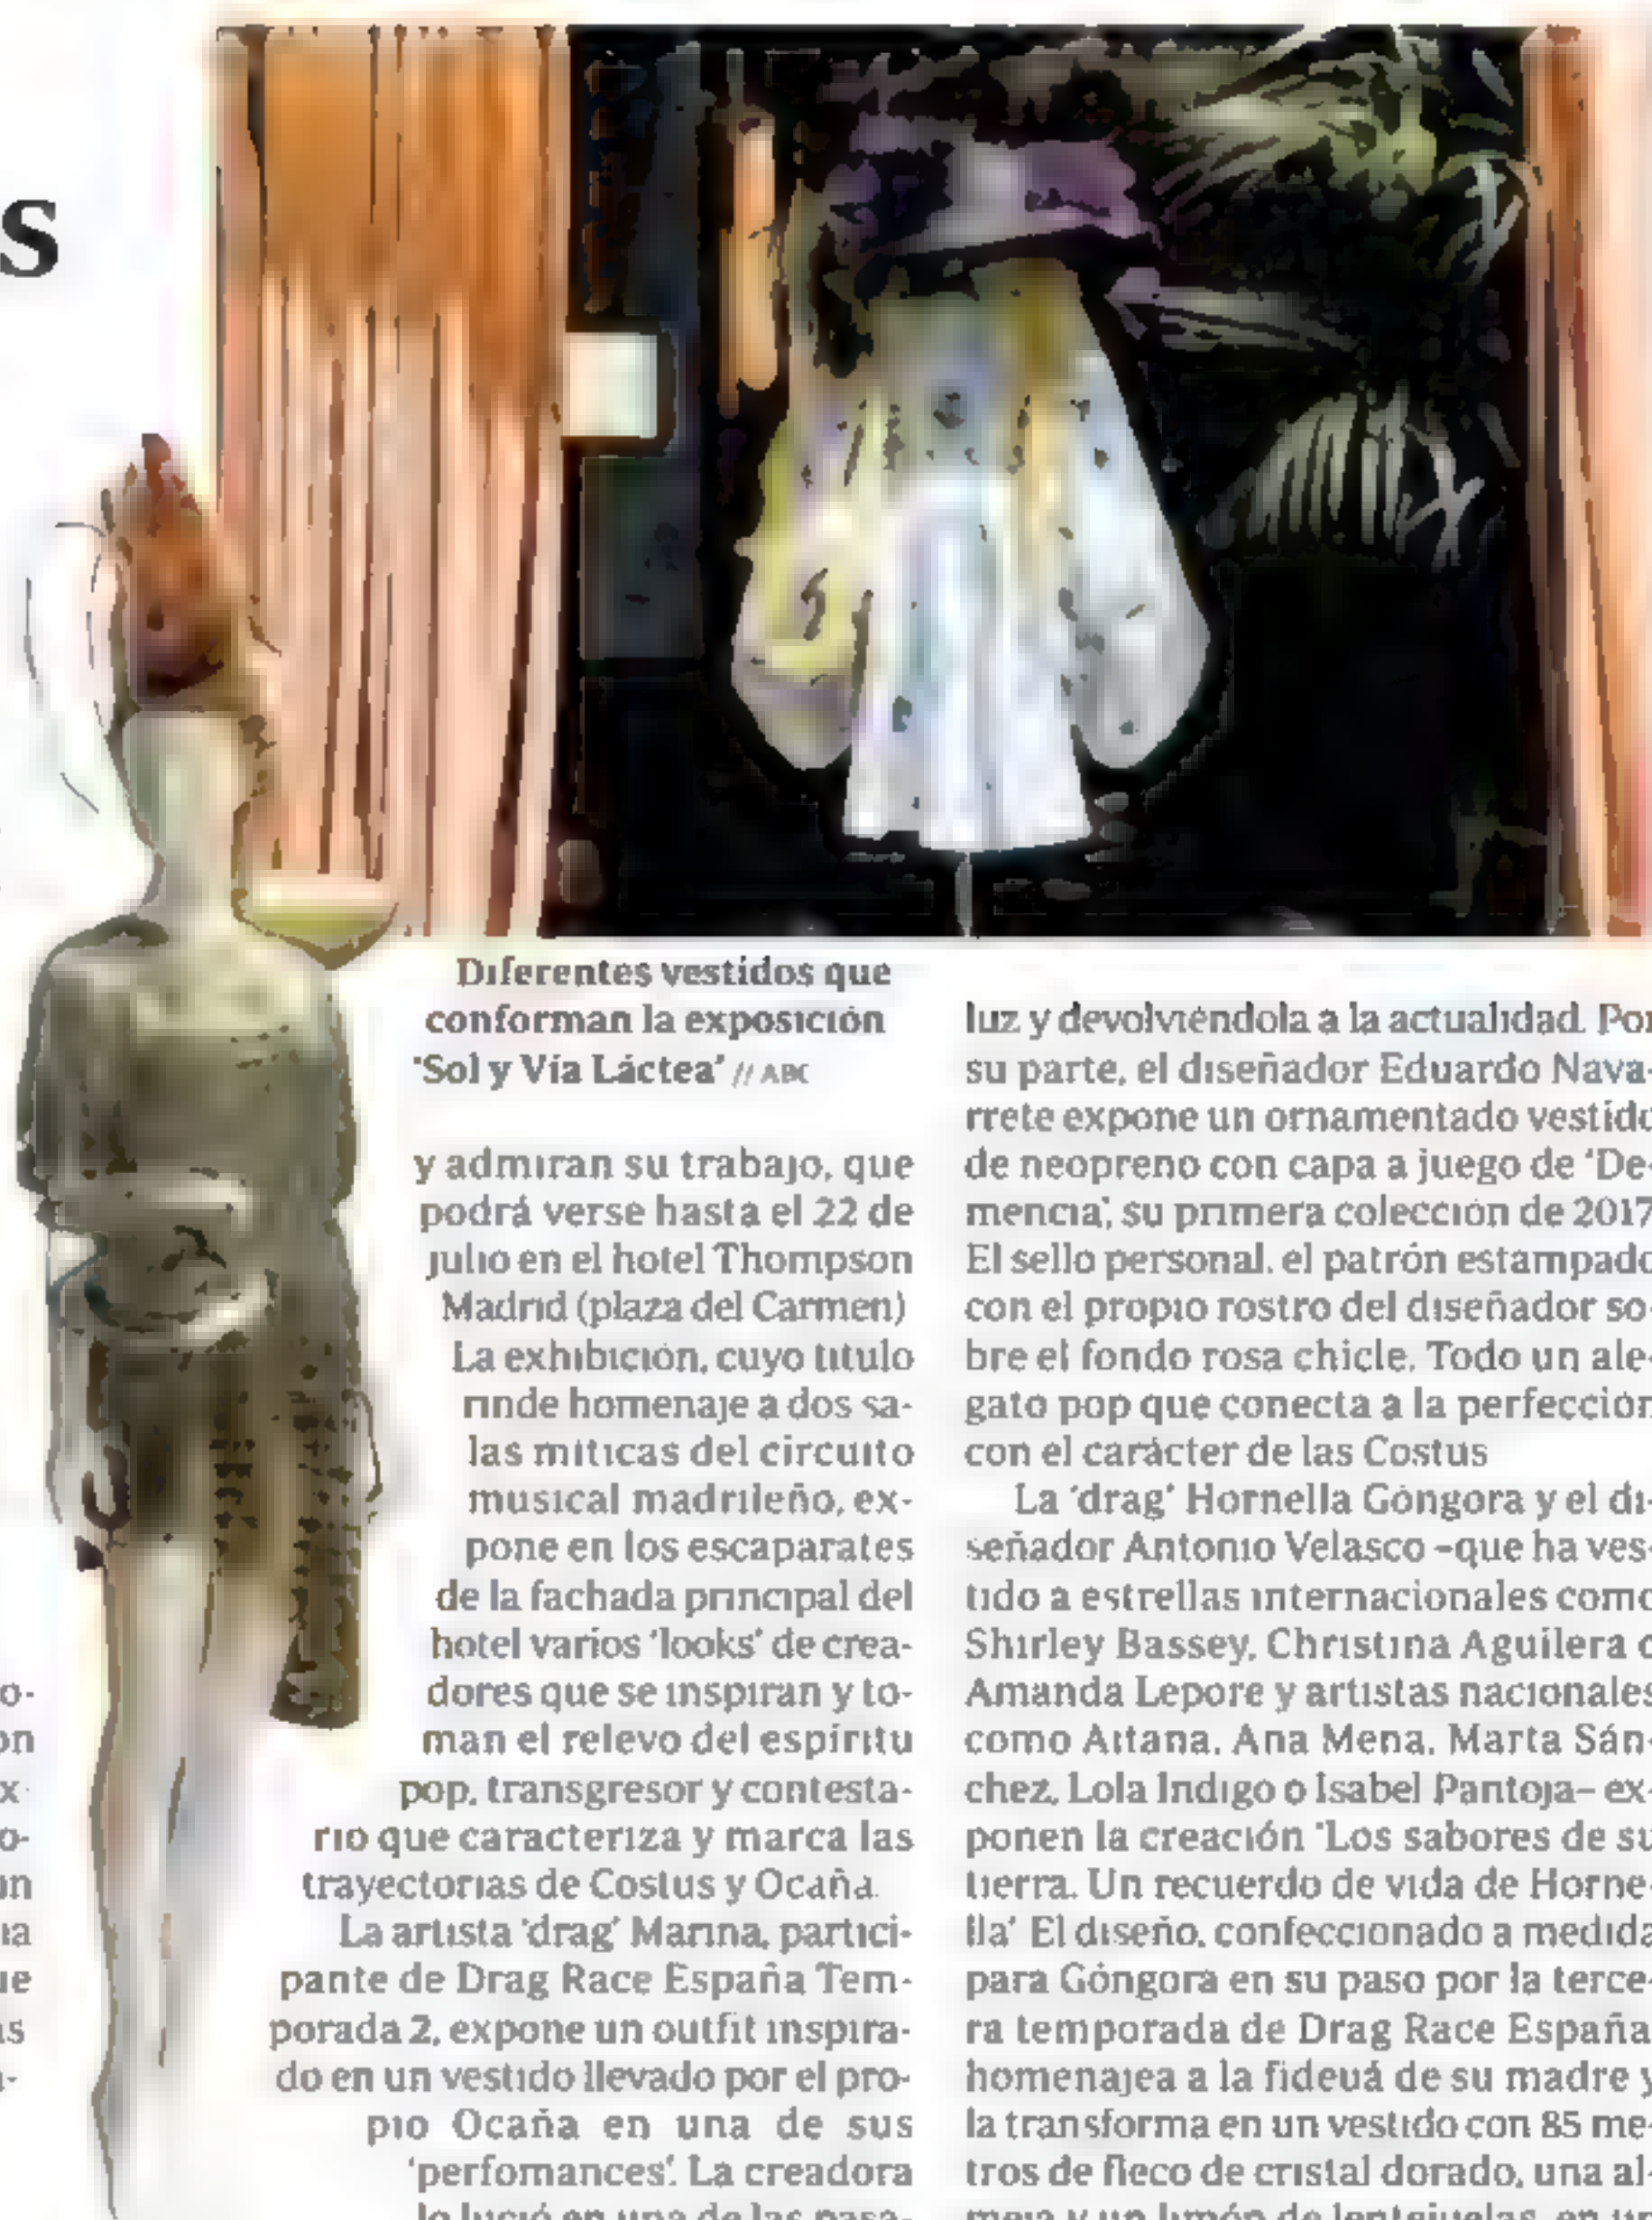 s
Diferentes vestidos que
conforman la exposición
'Sol y Vía Láctea' // ABC
y admiran su trabajo, que
podrá verse hasta el 22 de
julio en el hotel Thompson
Madrid (plaza del Carmen)
La exhibición, cuyo título
rinde homenaje a dos sa-
las míticas del circuito
musical madrileño, ex-
pone en los escaparates
de la fachada principal del
hotel varios 'looks' de crea-
dores que se inspiran y to-
man el relevo del espíritu
pop, transgresor y contesta-
rio que caracteriza y marca las
trayectorias de Costus y Ocaña.
La artista 'drag' Marina, partici-
pante de Drag Race España Tem-
porada 2, expone un outfit inspira-
do en un vestido llevado por el pro-
pio Ocaña en una de sus
'perfomances'. La creadora
lo lució en una de las pasa-
luz y devolviéndola a la actualidad. Por
su parte, el diseñador Eduardo Nava-
rrete expone un ornamentado vestido
de neopreno con capa a juego de 'De-
mencia', su primera colección de 2017
El sello personal, el patrón estampado
con el propio rostro del diseñador so-
bre el fondo rosa chicle. Todo un ale-
gato pop que conecta a la perfección
con el carácter de las Costus
La 'drag' Hornella Góngora y el di-
señador Antonio Velasco –que ha ves-
tido a estrellas internacionales como
Shirley Bassey, Christina Aguilera o
Amanda Lepore y artistas nacionales
como Aitana, Ana Mena, Marta Sán-
chez, Lola Indigo o Isabel Pantoja– ex-
ponen la creación 'Los sabores de su
tierra. Un recuerdo de vida de Horne-
lla' El diseño, confeccionado a medida
para Góngora en su paso por la terce-
ra temporada de Drag Race España,
homenajea a la fideuá de su madre y
la transforma en un vestido con 85 me-
tros de fleco de cristal dorado, una al-
meja y un limón de lentejuelas, en un